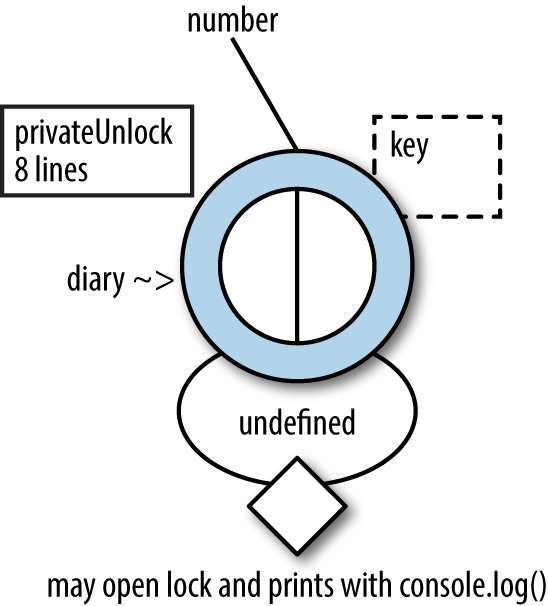 number
privateUnlock
8 lines
key
diary ~>
undefined
may open lock and prints with console.log()